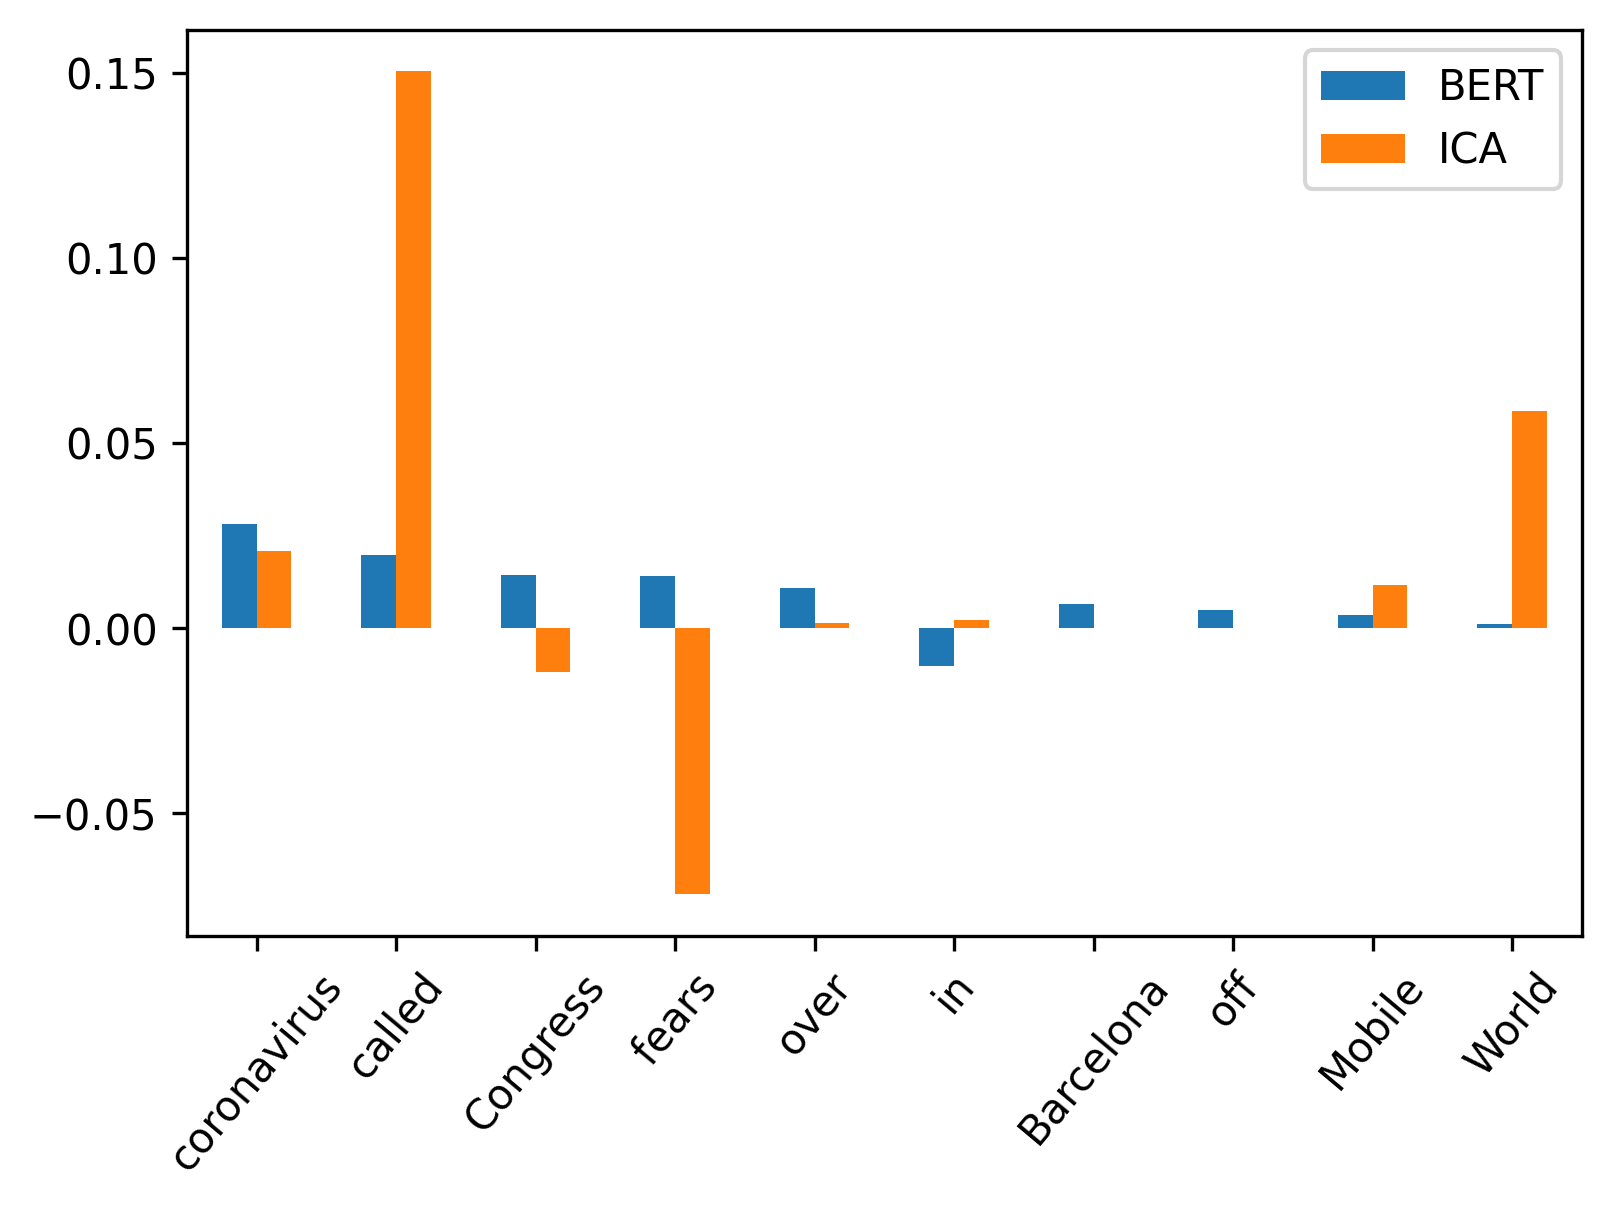 BERT
ICA
0.15
0.10
0.05
0.00
−0.05
coronavirus
called
Congress
fears
over
in
Barcelona
off
Mobile
World